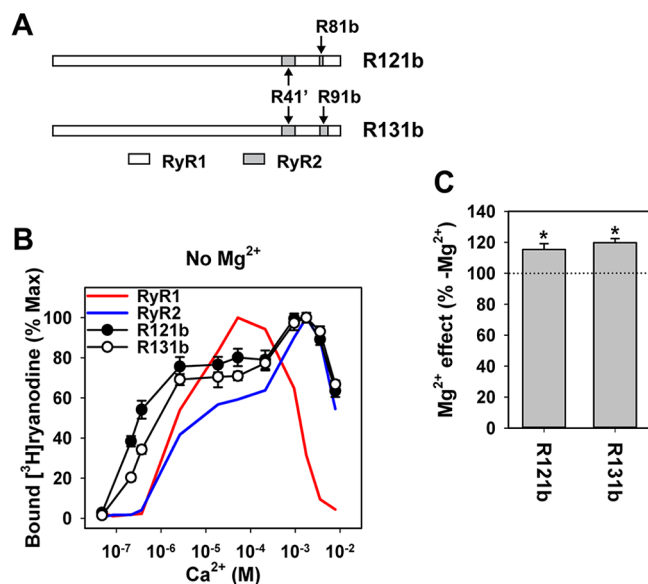 A
R81b
R121b
R41' R91b
R131b
RyR1 RyR2
B
No Mg²⁺
RyR1
RyR2
R121b
R131b
Bound [³H]ryanodine (% Max)
100
80
60
40
20
0
10⁻⁷ 10⁻⁶ 10⁻⁵ 10⁻⁴ 10⁻³ 10⁻²
Ca²⁺ (M)
C
Mg²⁺ effect (% -Mg²⁺)
140
120
100
80
60
40
20
0
* *
R121b R131b